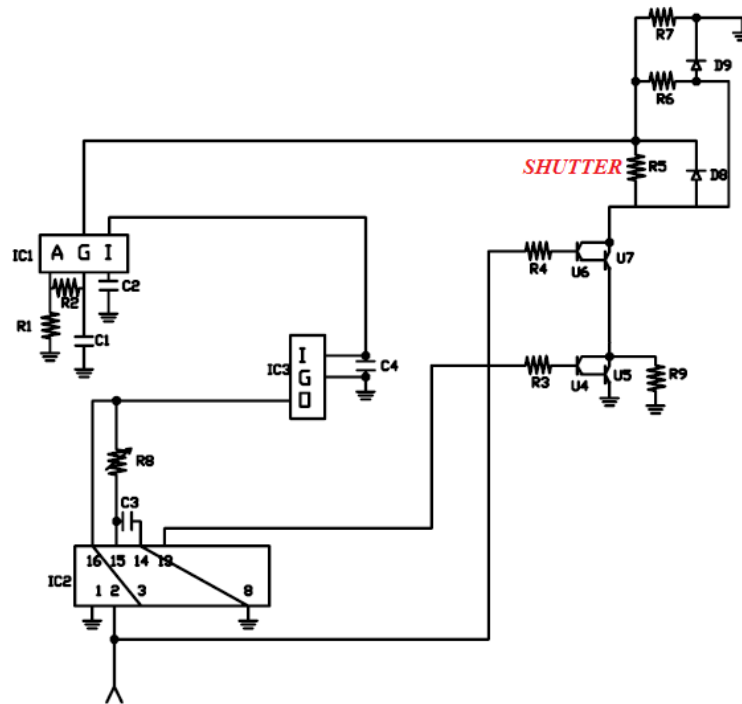 R7
D9
R6
SHUTTER
R5
D8
IC1
A G I
R4
U6
U7
C2
R2
R1
C1
IC3
I
G
O
C4
R3
U4
U5
R9
R8
C3
16 15 14 13
IC2
1 2 3 8